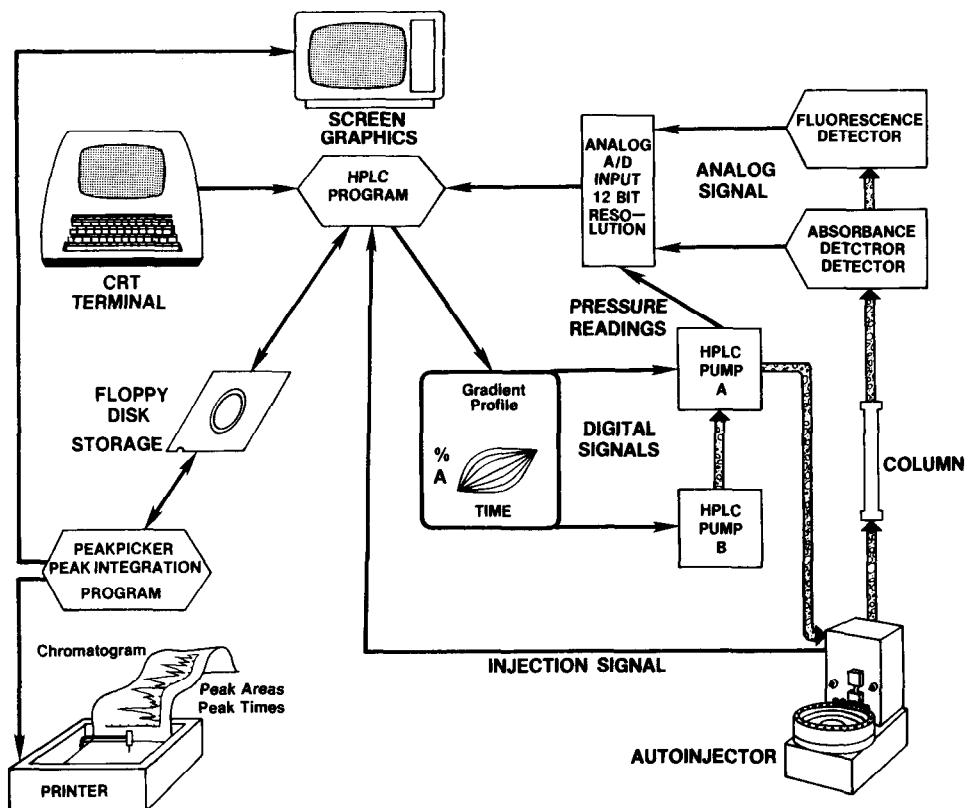 SCREEN
GRAPHICS
FLUORESCENCE
DETECTOR
ANALOG
A/D
INPUT
12 BIT
RESO-
LUTION
ANALOG
SIGNAL
HPLC
PROGRAM
ABSORBANCE
DETCTROR
DETECTOR
CRT
TERMINAL
PRESSURE
READINGS
HPLC
PUMP
A
Gradient
Profile
%
A
TIME
DIGITAL
SIGNALS
FLOPPY
DISK
STORAGE
COLUMN
HPLC
PUMP
B
PEAKPICKER
PEAK INTEGRATION
PROGRAM
Chromatogram
Peak Areas
Peak Times
INJECTION SIGNAL
AUTOINJECTOR
PRINTER